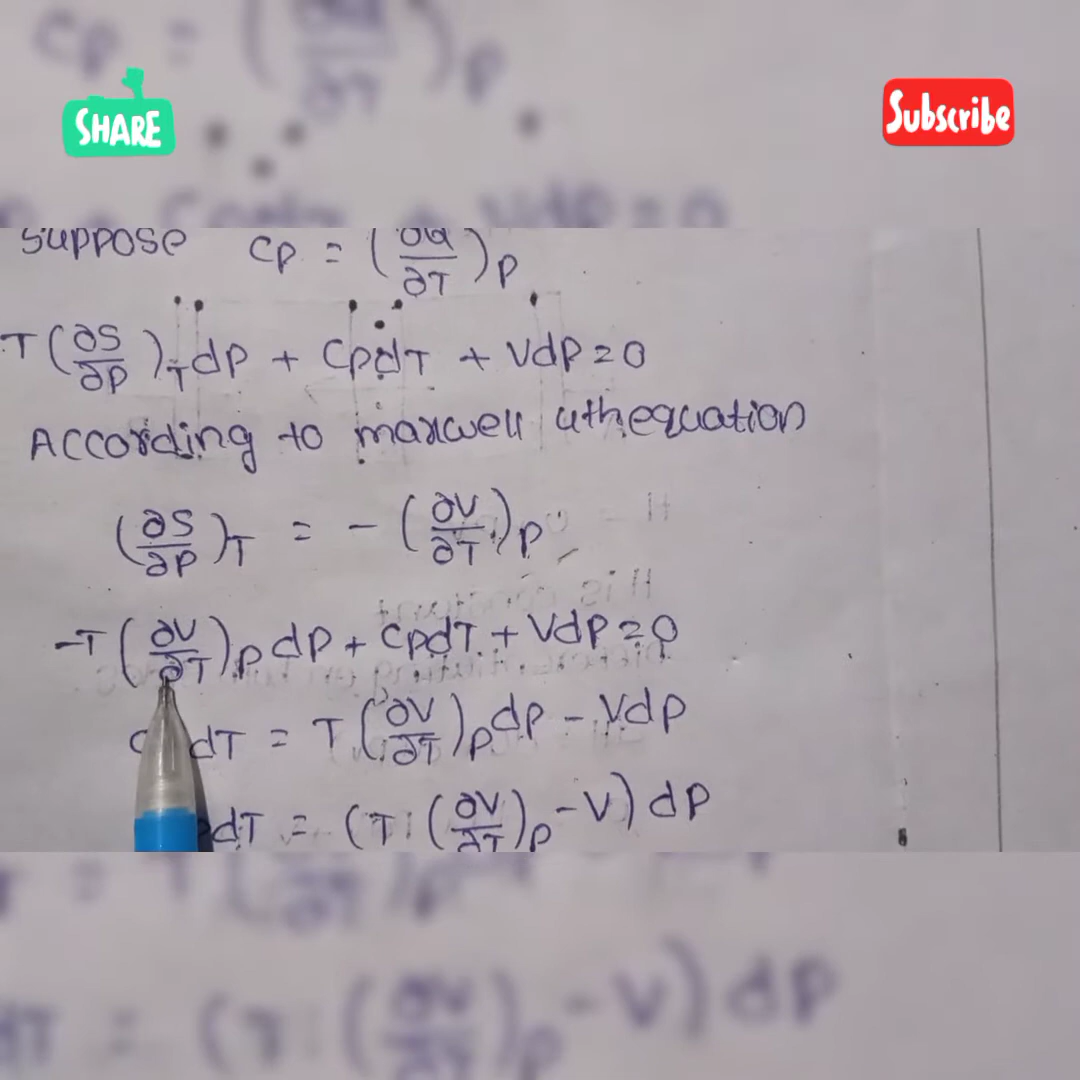 SHARE
Subscribe
Suppose Cp = (∂Q/∂T)P
T(∂S/∂P)T dP + CpdT + VdP = 0
According to maxwell 4th equation
(∂S/∂P)T = - (∂V/∂T)P
-T(∂V/∂T)P dP + CpdT + VdP = 0
dT = T(∂V/∂T)P dP - VdP
dT = (T(∂V/∂T)P - V) dP